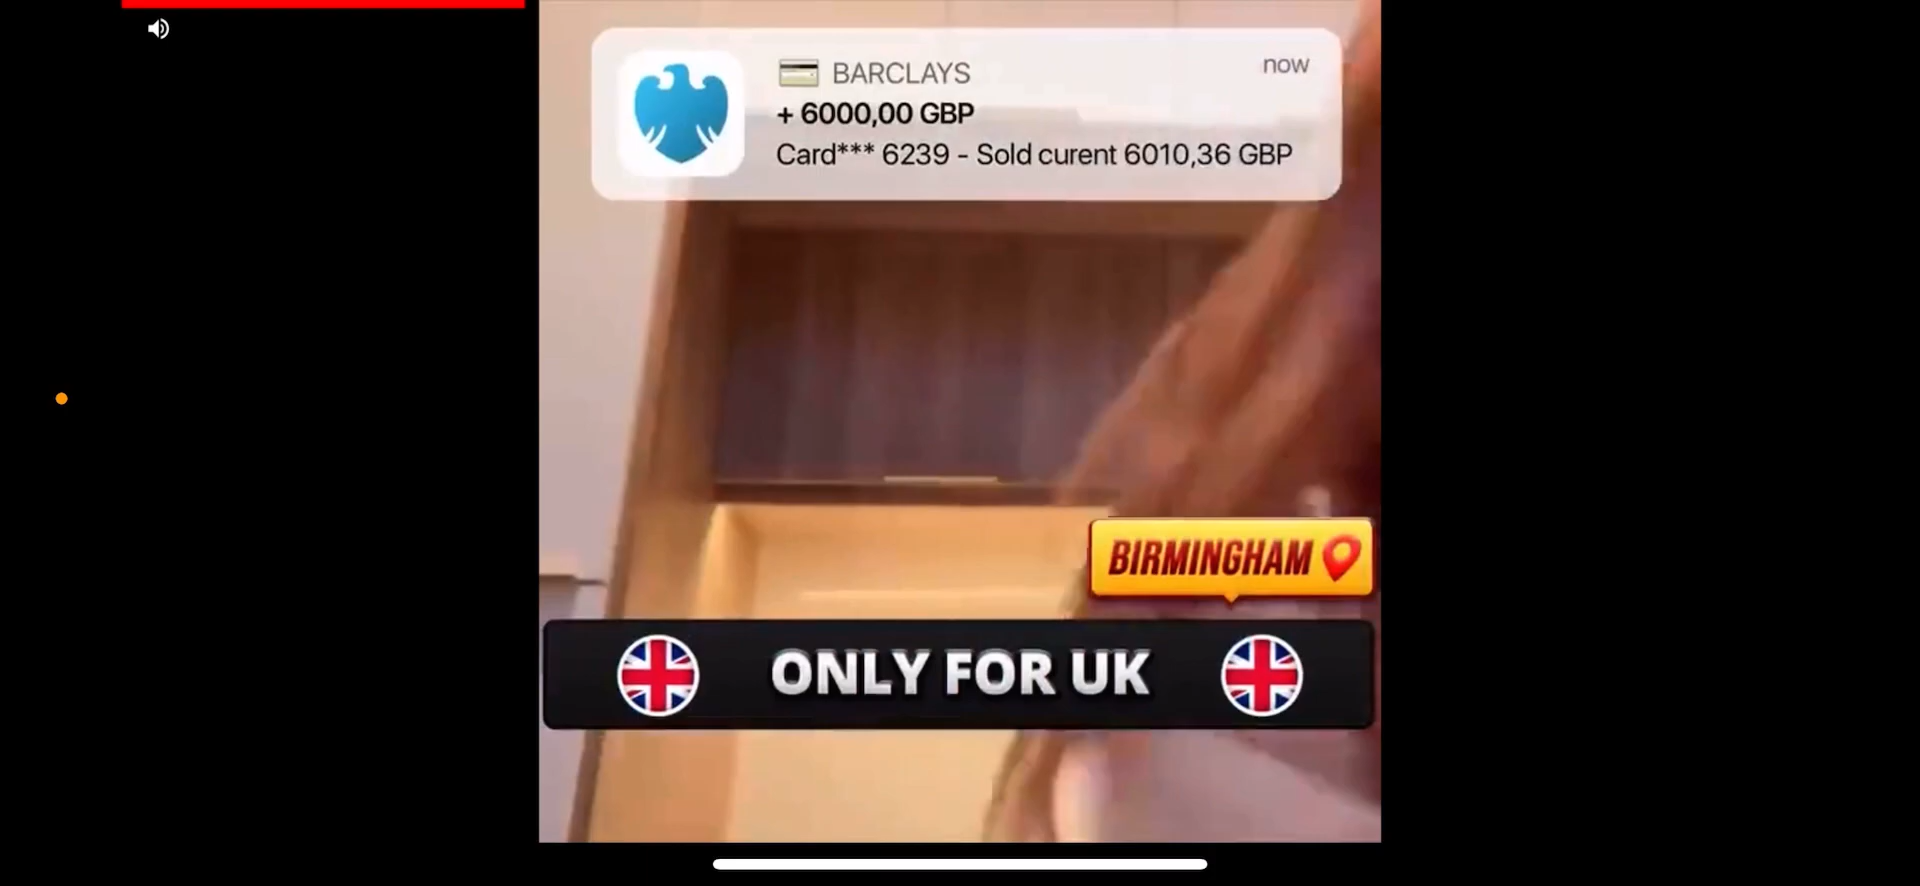 BARCLAYS
now
+ 6000,00 GBP
Card*** 6239 - Sold curent 6010,36 GBP
BIRMINGHAM
ONLY FOR UK